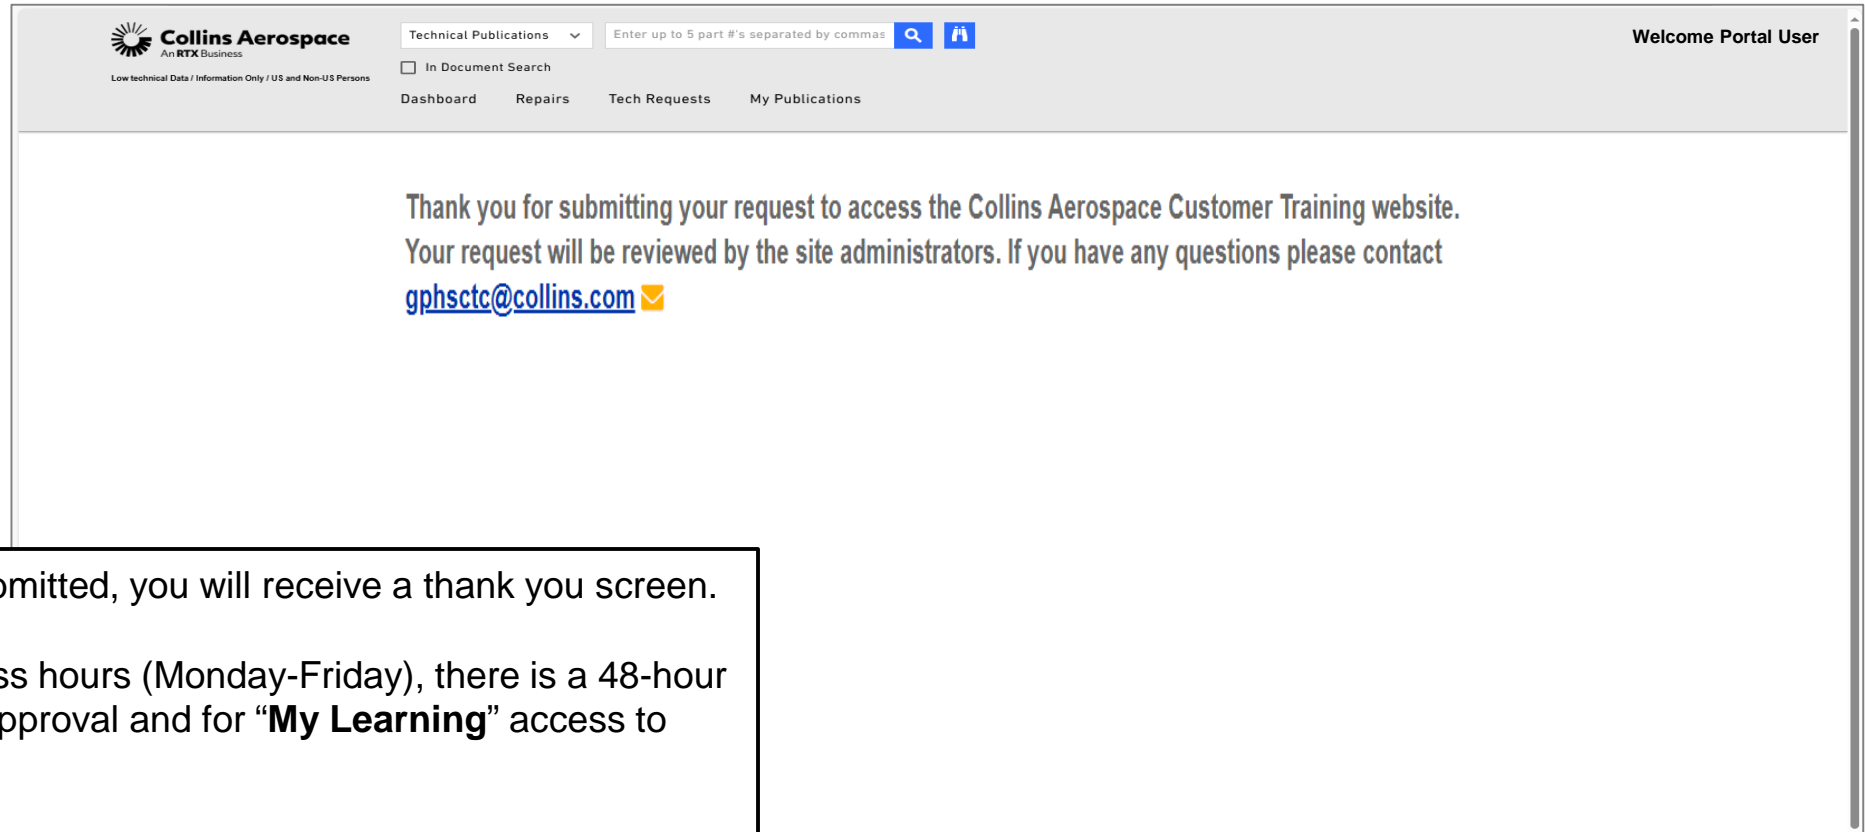 Collins Aerospace
An RTX Business
Low technical Data / Information Only / US and Non-US Persons
Technical Publications
Enter up to 5 part #'s separated by commas
In Document Search
Dashboard Repairs Tech Requests My Publications
Welcome Portal User
Thank you for submitting your request to access the Collins Aerospace Customer Training website.
Your request will be reviewed by the site administrators. If you have any questions please contact
gphsctc@collins.com
omitted, you will receive a thank you screen.
ss hours (Monday-Friday), there is a 48-hour
pproval and for “My Learning” access to